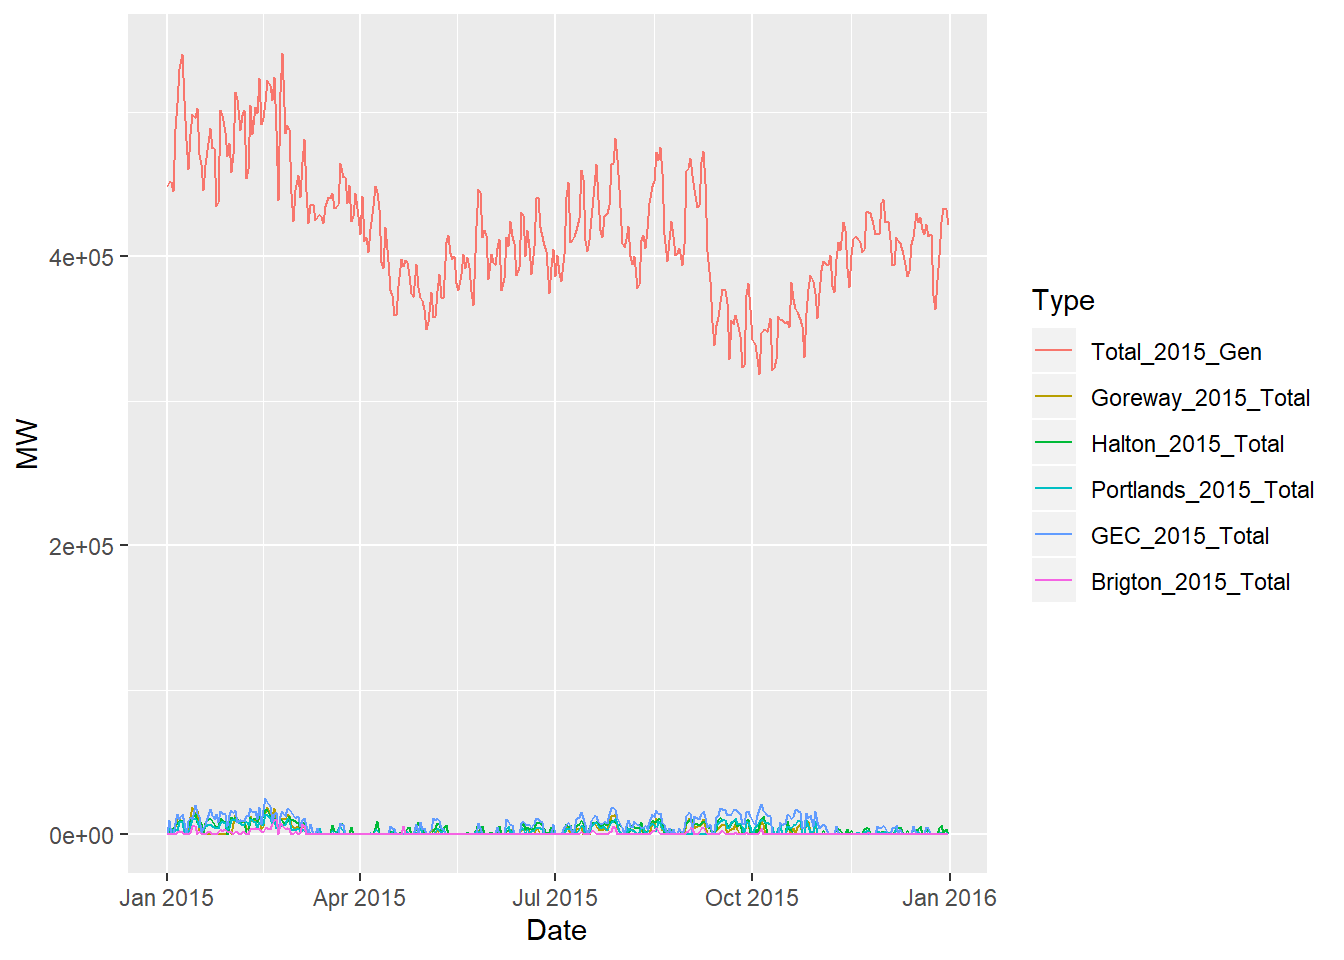 4e+05
2e+05
0e+00
MW
Jan 2015
Apr 2015
Jul 2015
Oct 2015
Jan 2016
Date
Type
Total_2015_Gen
Goreway_2015_Total
Halton_2015_Total
Portlands_2015_Total
GEC_2015_Total
Brigton_2015_Total